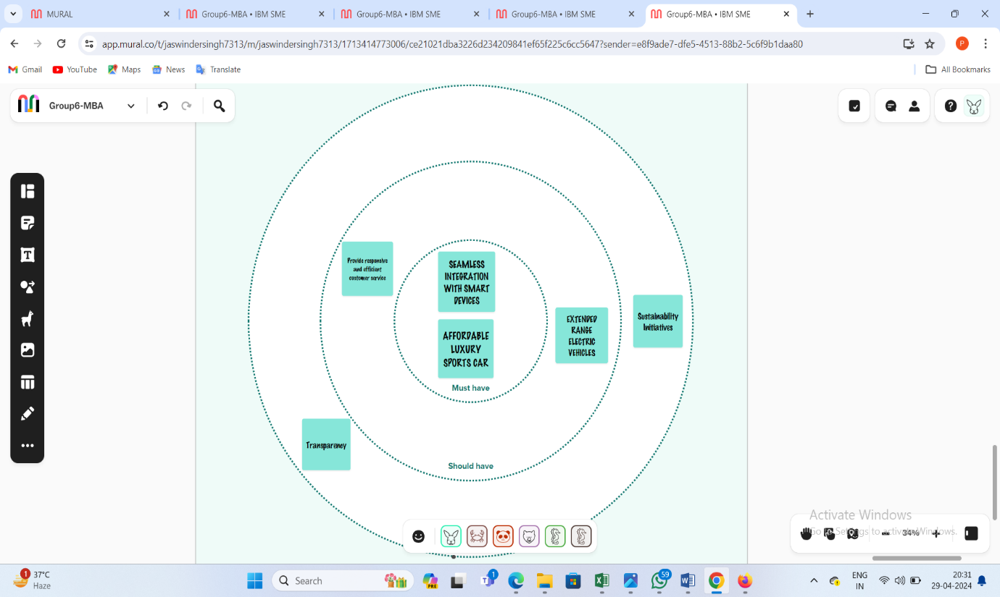 MURAL
Group6-MBA • IBM SME
Group6-MBA • IBM SME
Group6-MBA • IBM SME
Group6-MBA • IBM SME
app.mural.co/t/jaswindersingh7313/m/jaswindersingh7313/1713414773006/ce21021dba3226d234209841ef65f225c6cc5647?sender=e8f9ade7-dfe5-4513-88b2-5c6f9b1daa80
P
Gmail
YouTube
Maps
News
Translate
All Bookmarks
Group6-MBA
Provide responsive
and efficient
customer service
SEAMLESS
INTEGRATION
WITH SMART
DEVICES
AFFORDABLE
LUXURY
SPORTS CAR
Must have
EXTENDED
RANGE
ELECTRIC
VEHICLES
Sustainability
Initiatives
Transparency
Should have
Activate Windows
Go to Settings to activate Windows.
34%
1
37°C
Haze
Search
PRE
1
59
ENG
IN
20:31
29-04-2024